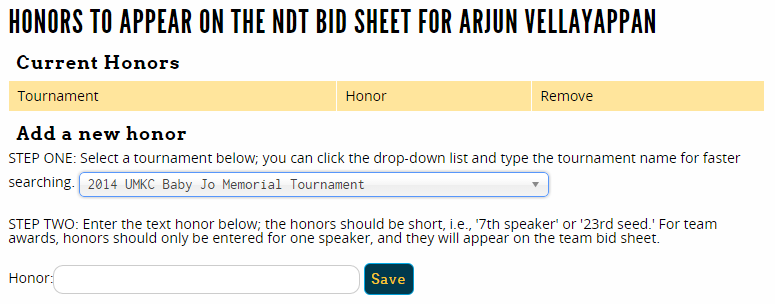 HONORS TO APPEAR ON THE NDT BID SHEET FOR ARJUN VELLAYAPPAN
Current Honors
Tournament Honor Remove
Add a new honor
STEP ONE: Select a tournament below; you can click the drop-down list and type the tournament name for faster
searching. 2014 UMKC Baby Jo Memorial Tournament
STEP TWO: Enter the text honor below; the honors should be short, i.e., '7th speaker' or '23rd seed.' For team
awards, honors should only be entered for one speaker, and they will appear on the team bid sheet.
Honor: Save